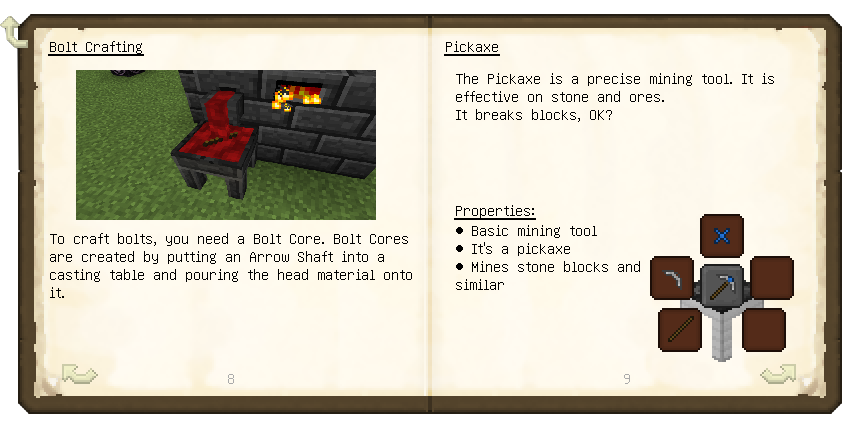 Bolt Crafting
To craft bolts, you need a Bolt Core. Bolt Cores
are created by putting an Arrow Shaft into a
casting table and pouring the head material onto
it.
8
Pickaxe
The Pickaxe is a precise mining tool. It is
effective on stone and ores.
It breaks blocks, OK?
Properties:
● Basic mining tool
● It's a pickaxe
● Mines stone blocks and
similar
9